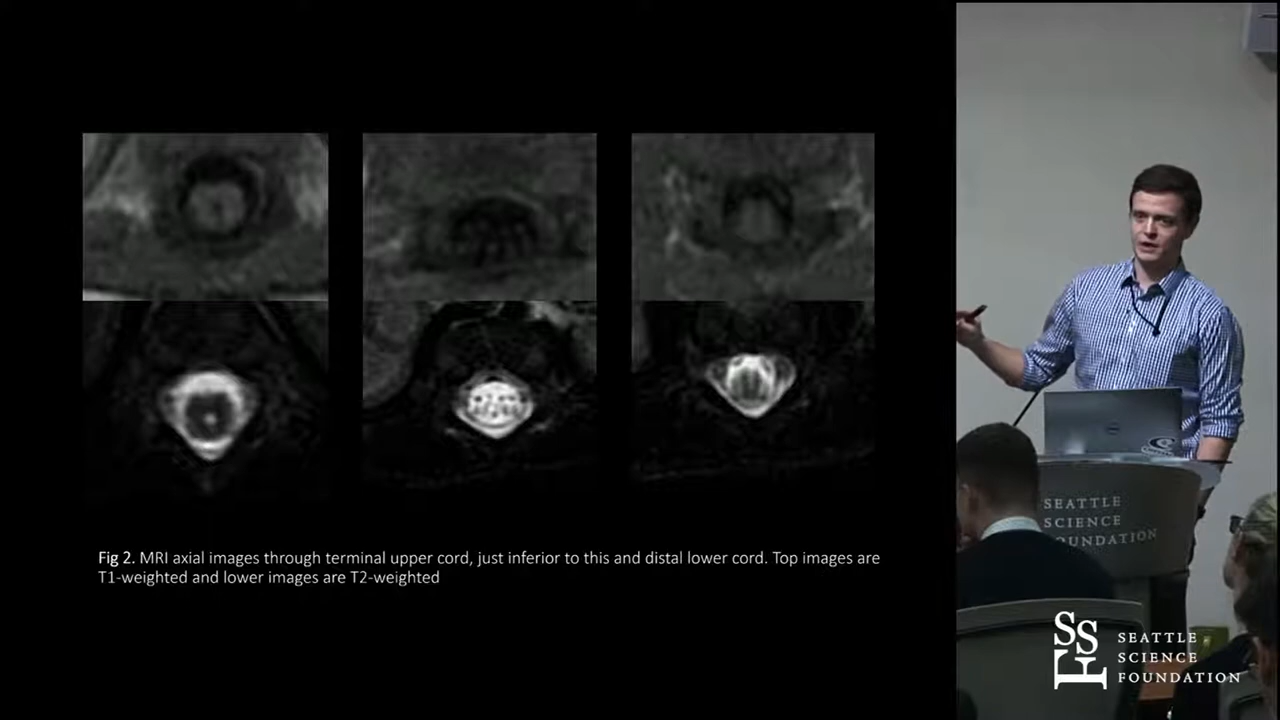 Fig 2. MRI axial images through terminal upper cord, just inferior to this and distal lower cord. Top images are
T1-weighted and lower images are T2-weighted
SEATTLE
SCIENCE
FOUNDATION
SSF
SEATTLE
SCIENCE
FOUNDATION